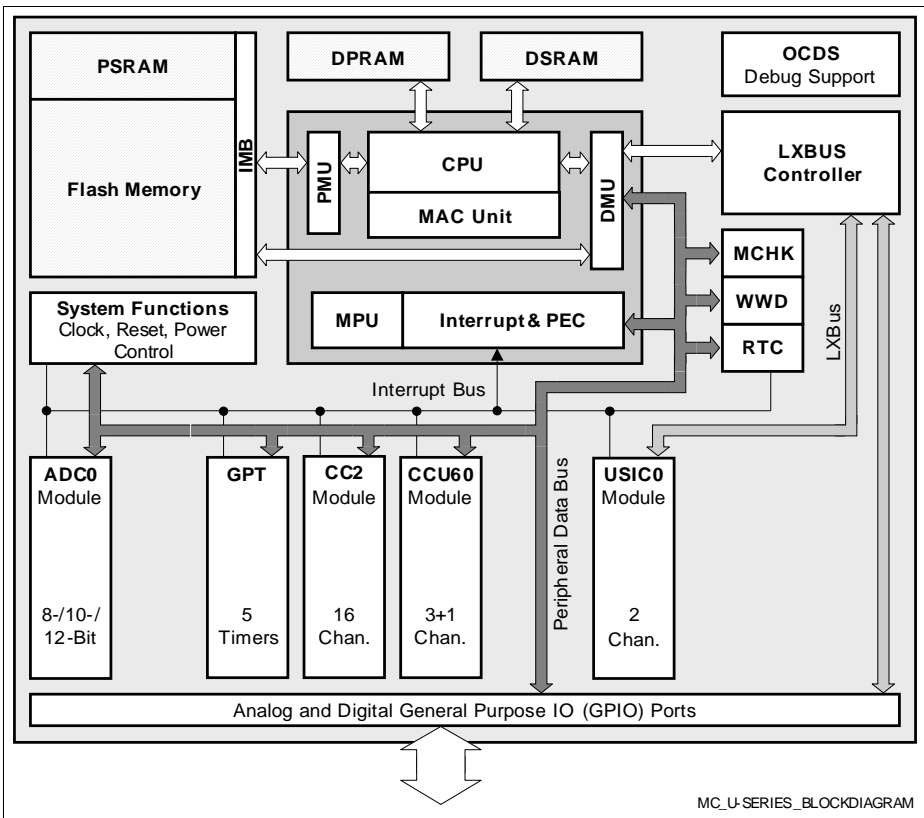 PSRAM
Flash Memory
IMB
DPRAM
DSRAM
OCDS
Debug Support
PMU
CPU
MAC Unit
DMU
LXBUS
Controller
MPU
Interrupt & PEC
MCHK
WWD
RTC
LXBus
System Functions
Clock, Reset, Power
Control
Interrupt Bus
Peripheral Data Bus
ADC0
Module
8-/10-/
12-Bit
GPT
5
Timers
CC2
Module
16
Chan.
CCU60
Module
3+1
Chan.
USIC0
Module
2
Chan.
Analog and Digital General Purpose IO (GPIO) Ports
MC_U-SERIES_BLOCKDIAGRAM